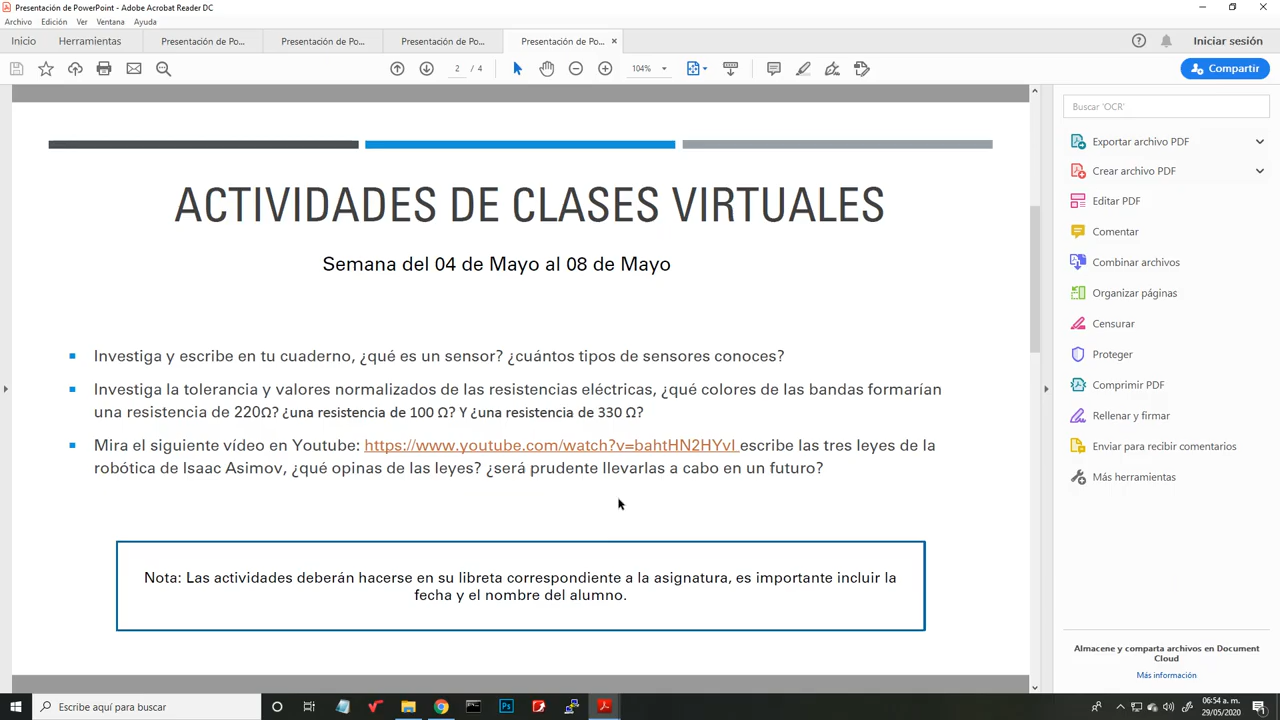 Presentación de PowerPoint - Adobe Acrobat Reader DC
Archivo Edición Ver Ventana Ayuda
Inicio Herramientas Presentación de Po... Presentación de Po... Presentación de Po... Presentación de Po... × Iniciar sesión
2 / 4 104% Compartir
ACTIVIDADES DE CLASES VIRTUALES
Semana del 04 de Mayo al 08 de Mayo
Investiga y escribe en tu cuaderno, ¿qué es un sensor? ¿cuántos tipos de sensores conoces?
Investiga la tolerancia y valores normalizados de las resistencias eléctricas, ¿qué colores de las bandas formarían
una resistencia de 220Ω? ¿una resistencia de 100 Ω? Y ¿una resistencia de 330 Ω?
Mira el siguiente vídeo en Youtube: https://www.youtube.com/watch?v=bahtHN2HYvI escribe las tres leyes de la
robótica de Isaac Asimov, ¿qué opinas de las leyes? ¿será prudente llevarlas a cabo en un futuro?
Nota: Las actividades deberán hacerse en su libreta correspondiente a la asignatura, es importante incluir la
fecha y el nombre del alumno.
Buscar 'OCR'
Exportar archivo PDF
Crear archivo PDF
Editar PDF
Comentar
Combinar archivos
Organizar páginas
Censurar
Proteger
Comprimir PDF
Rellenar y firmar
Enviar para recibir comentarios
Más herramientas
Almacene y comparta archivos en Document
Cloud
Más información
Escribe aquí para buscar
06:54 a. m.
29/05/2020